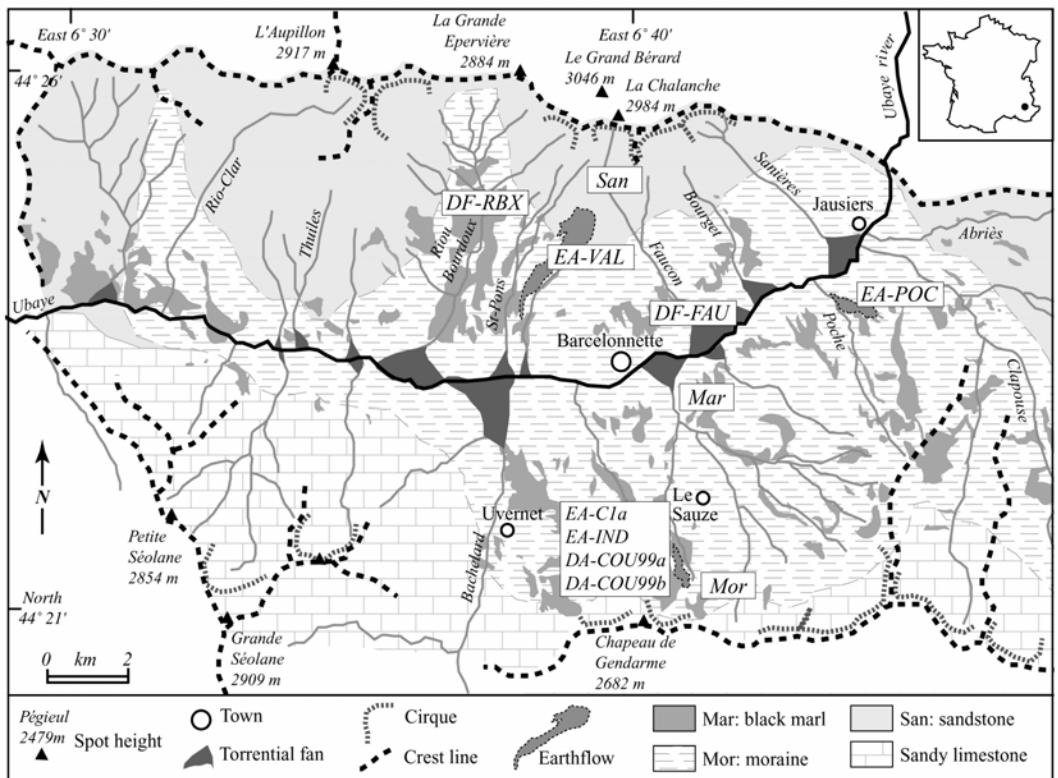 East 6° 30'
L'Aupillon
2917 m
La Grande
Epervière
2884 m
East 6° 40'
Le Grand Bérard
3046 m
La Chalanche
2984 m
Ubaye river
44° 26'
Rio-Clar
Thuiles
DF-RBX
Riou
Bourdoux
St-Pons
San
EA-VAL
Faucon
Bourget
Sanières
Jausiers
Abriès
Ubaye
DF-FAU
EA-POC
Poche
Clapouse
Barcelonnette
Mar
N
Petite
Séolane
2854 m
Uvernet
Bachelard
EA-C1a
EA-IND
DA-COU99a
DA-COU99b
Le
Sauze
Mor
North
44° 21'
0 km 2
Grande
Séolane
2909 m
Chapeau de
Gendarme
2682 m
Pégieul
2479m
Spot height
Town
Torrential fan
Cirque
Crest line
Earthflow
Mar: black marl
Mor: moraine
San: sandstone
Sandy limestone